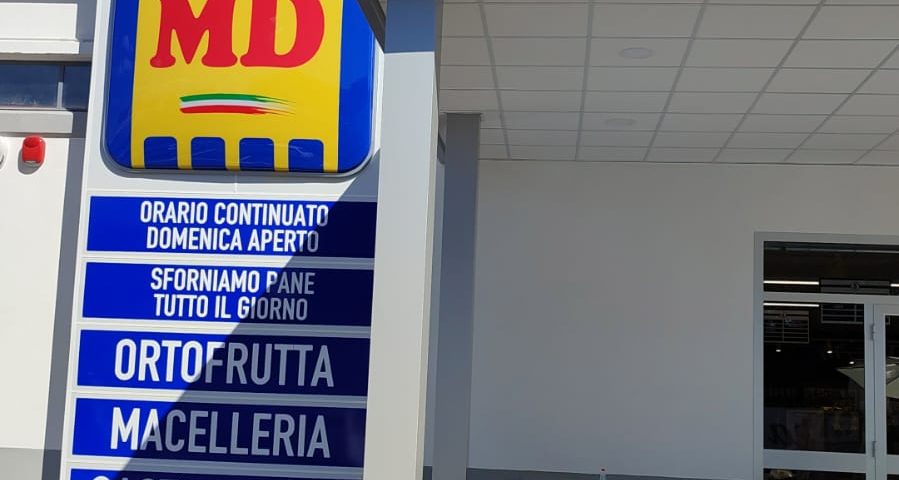 MD
ORARIO CONTINUATO
DOMENICA APERTO
SFORNIAMO PANE
TUTTO IL GIORNO
ORTOFRUTTA
MACELLERIA